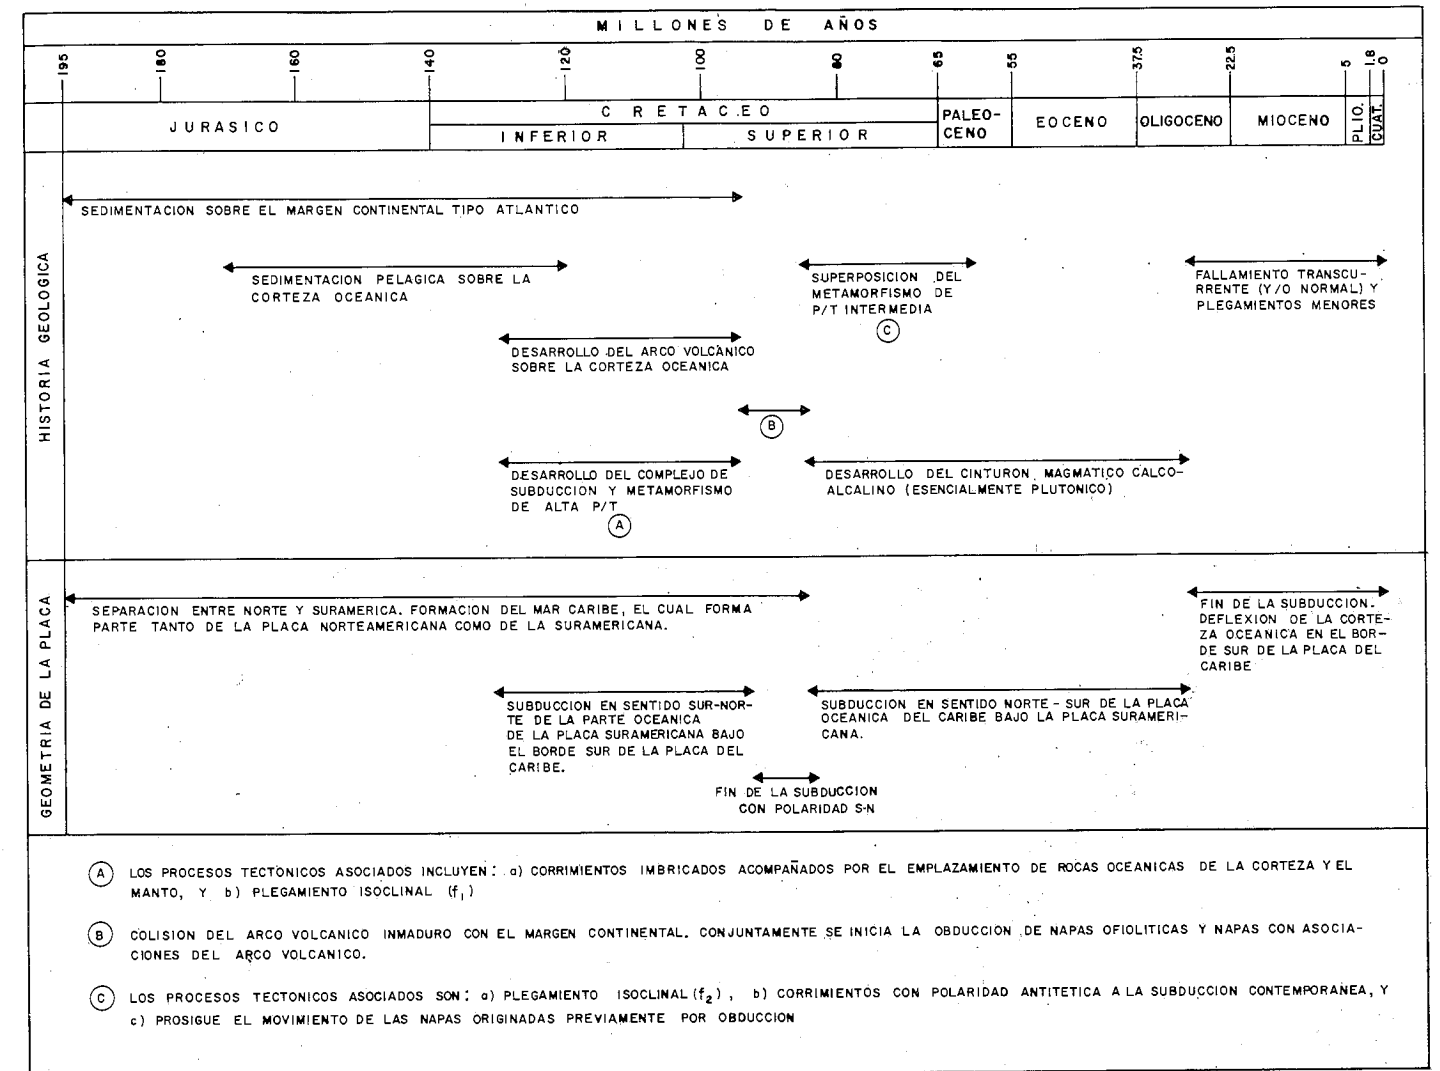 MILLONES DE AÑOS
195 180 160 140 120 100 80 65 55 37.5 22.5 5 1.8 0
JURASICO
CRETACEO
INFERIOR
SUPERIOR
PALEO-
CENO
EOCENO
OLIGOCENO
MIOCENO
PLIO.
CUAT.
HISTORIA GEOLOGICA
SEDIMENTACION SOBRE EL MARGEN CONTINENTAL TIPO ATLANTICO
SEDIMENTACION PELAGICA SOBRE LA
CORTEZA OCEANICA
SUPERPOSICION DEL
METAMORFISMO DE
P/T INTERMEDIA
C
FALLAMIENTO TRANSCU-
RRENTE (Y/O NORMAL) Y
PLEGAMIENTOS MENORES
DESARROLLO DEL ARCO VOLCANICO
SOBRE LA CORTEZA OCEANICA
B
DESARROLLO DEL COMPLEJO DE
SUBDUCCION Y METAMORFISMO
DE ALTA P/T
A
DESARROLLO DEL CINTURON MAGMATICO CALCO-
ALCALINO (ESENCIALMENTE PLUTONICO)
GEOMETRIA DE LA PLACA
SEPARACION ENTRE NORTE Y SURAMERICA. FORMACION DEL MAR CARIBE, EL CUAL FORMA
PARTE TANTO DE LA PLACA NORTEAMERICANA COMO DE LA SURAMERICANA.
FIN DE LA SUBDUCCION.
DEFLEXION DE LA CORTE-
ZA OCEANICA EN EL BOR-
DE SUR DE LA PLACA DEL
CARIBE
SUBDUCCION EN SENTIDO SUR-NOR-
TE DE LA PARTE OCEANICA
DE LA PLACA SURAMERICANA BAJO
EL BORDE SUR DE LA PLACA DEL
CARIBE.
SUBDUCCION EN SENTIDO NORTE-SUR DE LA PLACA
OCEANICA DEL CARIBE BAJO LA PLACA SURAMERI-
CANA.
FIN DE LA SUBDUCCION
CON POLARIDAD S-N
A LOS PROCESOS TECTONICOS ASOCIADOS INCLUYEN: a) CORRIMIENTOS IMBRICADOS ACOMPAÑADOS POR EL EMPLAZAMIENTO DE ROCAS OCEANICAS DE LA CORTEZA Y EL
MANTO, Y b) PLEGAMIENTO ISOCLINAL (f₁)
B COLISION DEL ARCO VOLCANICO INMADURO CON EL MARGEN CONTINENTAL. CONJUNTAMENTE SE INICIA LA OBDUCCION DE NAPAS OFIOLITICAS Y NAPAS CON ASOCIA-
CIONES DEL ARCO VOLCANICO.
C LOS PROCESOS TECTONICOS ASOCIADOS SON: a) PLEGAMIENTO ISOCLINAL (f₂), b) CORRIMIENTOS CON POLARIDAD ANTITETICA A LA SUBDUCCION CONTEMPORANEA, Y
c) PROSIGUE EL MOVIMIENTO DE LAS NAPAS ORIGINADAS PREVIAMENTE POR OBDUCCION